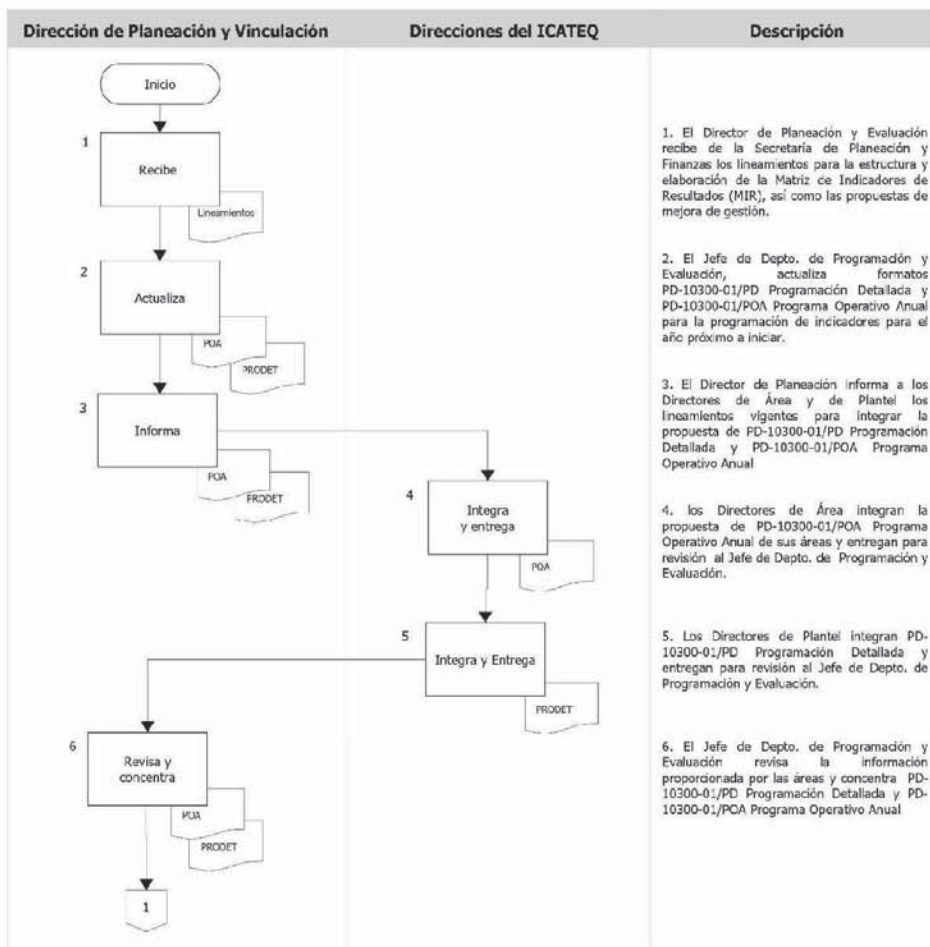 Dirección de Planeación y Vinculación
Direcciones del ICATEQ
Descripción
Inicio
1
Recibe
Lineamientos
2
Actualiza
POA
PRODET
3
Informa
POA
PRODET
4
Integra
y entrega
POA
5
Integra y Entrega
PRODET
6
Revisa y
concentra
POA
PRODET
1
1. El Director de Planeación y Evaluación
recibe de la Secretaría de Planeación y
Finanzas los lineamientos para la estructura y
elaboración de la Matriz de Indicadores de
Resultados (MIR), así como las propuestas de
mejora de gestión.
2. El Jefe de Depto. de Programación y
Evaluación, actualiza formatos
PD-10300-01/PD Programación Detallada y
PD-10300-01/POA Programa Operativo Anual
para la programación de indicadores para el
año próximo a iniciar.
3. El Director de Planeación informa a los
Directores de Área y de Plantel los
lineamientos vigentes para integrar la
propuesta de PD-10300-01/PD Programación
Detallada y PD-10300-01/POA Programa
Operativo Anual
4. los Directores de Área integran la
propuesta de PD-10300-01/POA Programa
Operativo Anual de sus áreas y entregan para
revisión al Jefe de Depto. de Programación y
Evaluación.
5. Los Directores de Plantel integran PD-
10300-01/PD Programación Detallada y
entregan para revisión al Jefe de Depto. de
Programación y Evaluación.
6. El Jefe de Depto. de Programación y
Evaluación revisa la información
proporcionada por las áreas y concentra PD-
10300-01/PD Programación Detallada y PD-
10300-01/POA Programa Operativo Anual